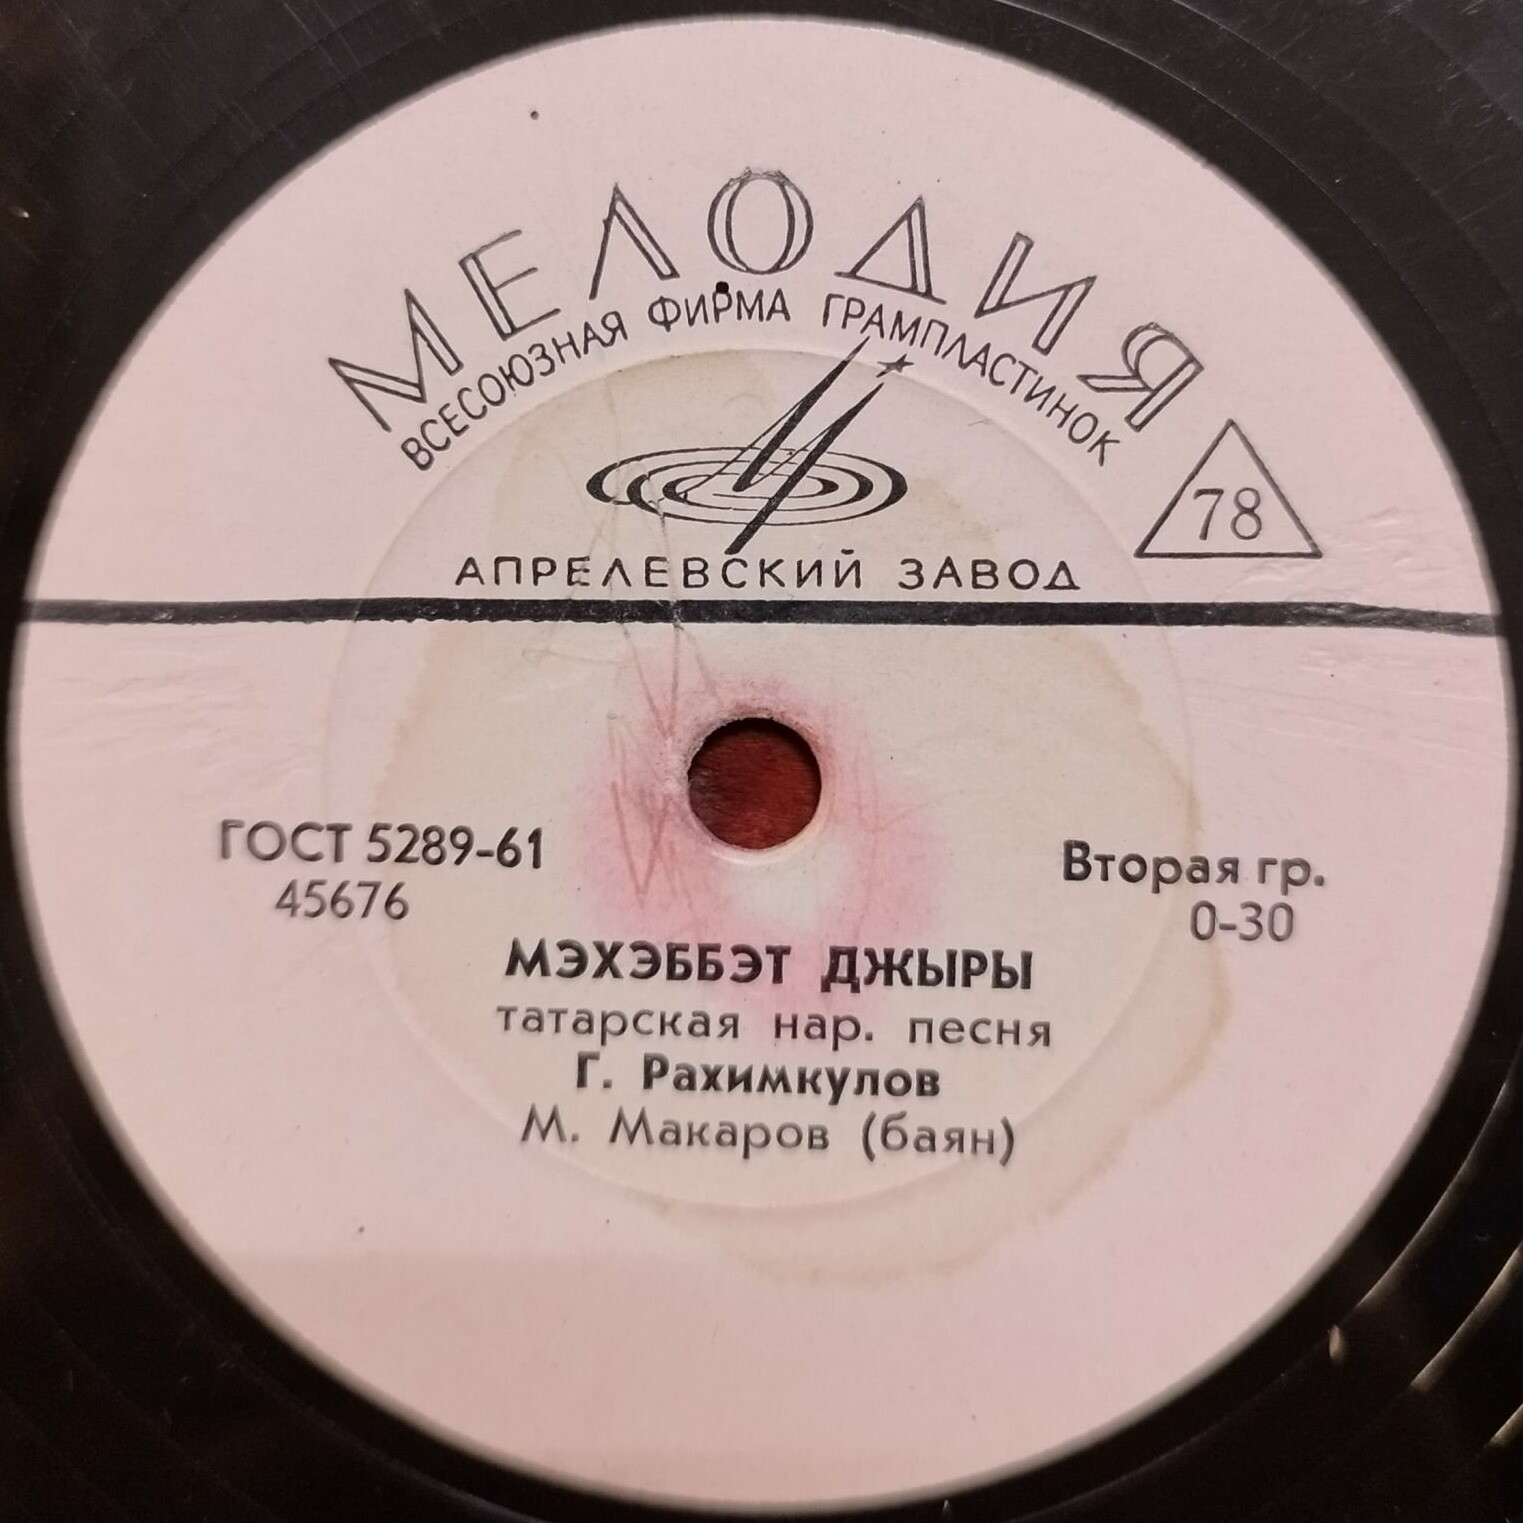 МЕЛОДИЯ
ВСЕСОЮЗНАЯ ФИРМА ГРАМПЛАСТИНОК
78
АПРЕЛЕВСКИЙ ЗАВОД
ГОСТ 5289-61
45676
Вторая гр.
0-30
МЭХЭББЭТ ДЖЫРЫ
татарская нар. песня
Г. Рахимкулов
М. Макаров (баян)